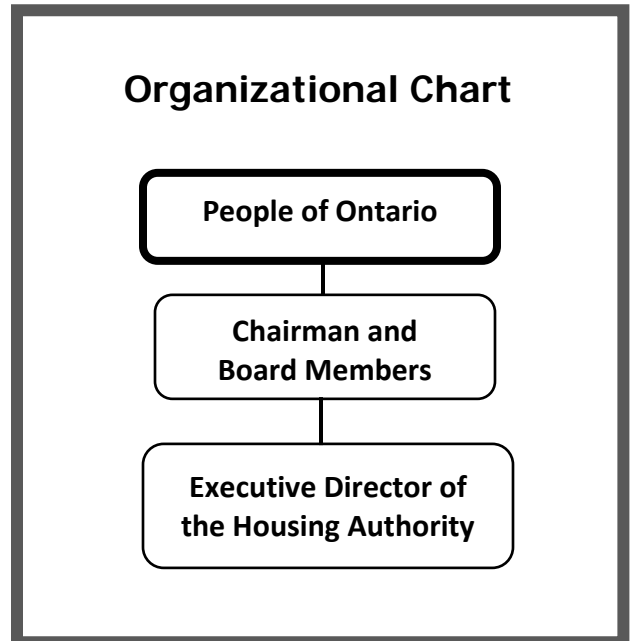 Organizational Chart
People of Ontario
Chairman and
Board Members
Executive Director of
the Housing Authority